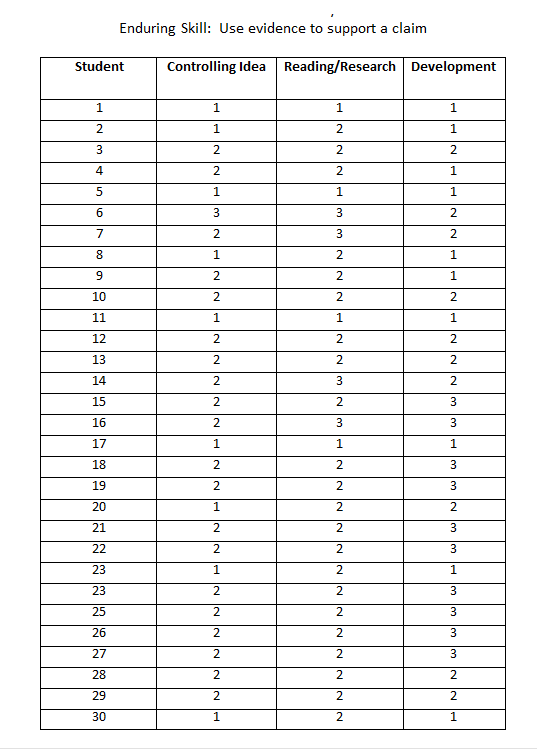 Enduring Skill: Use evidence to support a claim
Student Controlling Idea Reading/Research Development
1 1 1 1
2 1 2 1
3 2 2 2
4 2 2 1
5 1 1 1
6 3 3 2
7 2 3 2
8 1 2 1
9 2 2 1
10 2 2 2
11 1 1 1
12 2 2 2
13 2 2 2
14 2 3 2
15 2 2 3
16 2 3 3
17 1 1 1
18 2 2 3
19 2 2 3
20 1 2 2
21 2 2 3
22 2 2 3
23 1 2 1
23 2 2 3
25 2 2 3
26 2 2 3
27 2 2 3
28 2 2 2
29 2 2 2
30 1 2 1